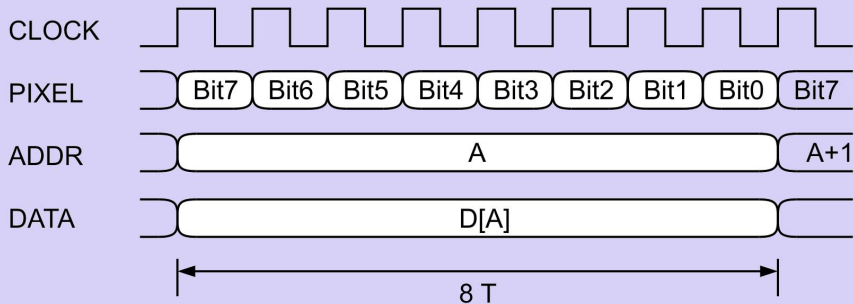 CLOCK
PIXEL Bit7 Bit6 Bit5 Bit4 Bit3 Bit2 Bit1 Bit0 Bit7
ADDR A A+1
DATA D[A]
8 T